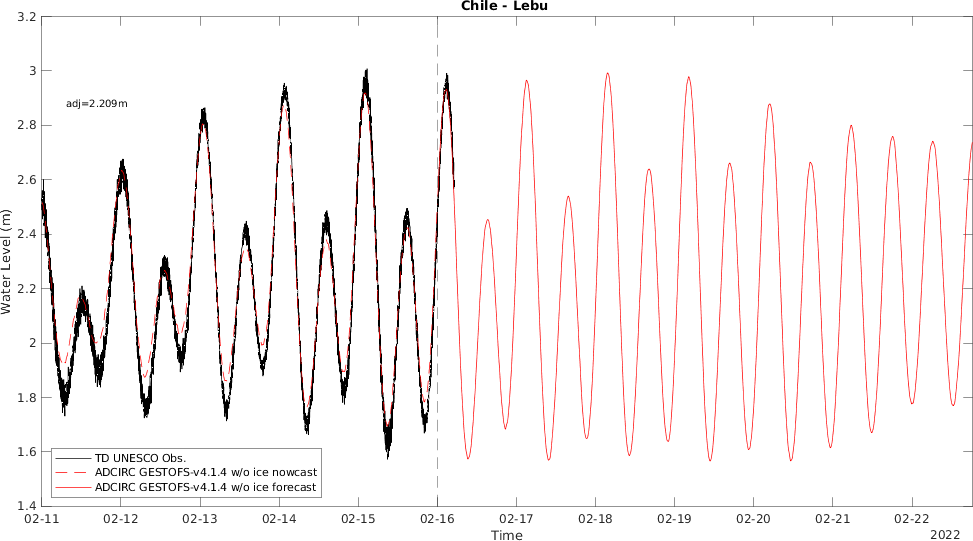 Chile - Lebu
3.2
3
2.8
2.6
2.4
2.2
2
1.8
1.6
1.4
Water Level (m)
adj=2.209m
TD UNESCO Obs.
ADCIRC GESTOFS-v4.1.4 w/o ice nowcast
ADCIRC GESTOFS-v4.1.4 w/o ice forecast
02-11 02-12 02-13 02-14 02-15 02-16 02-17 02-18 02-19 02-20 02-21 02-22
Time
2022